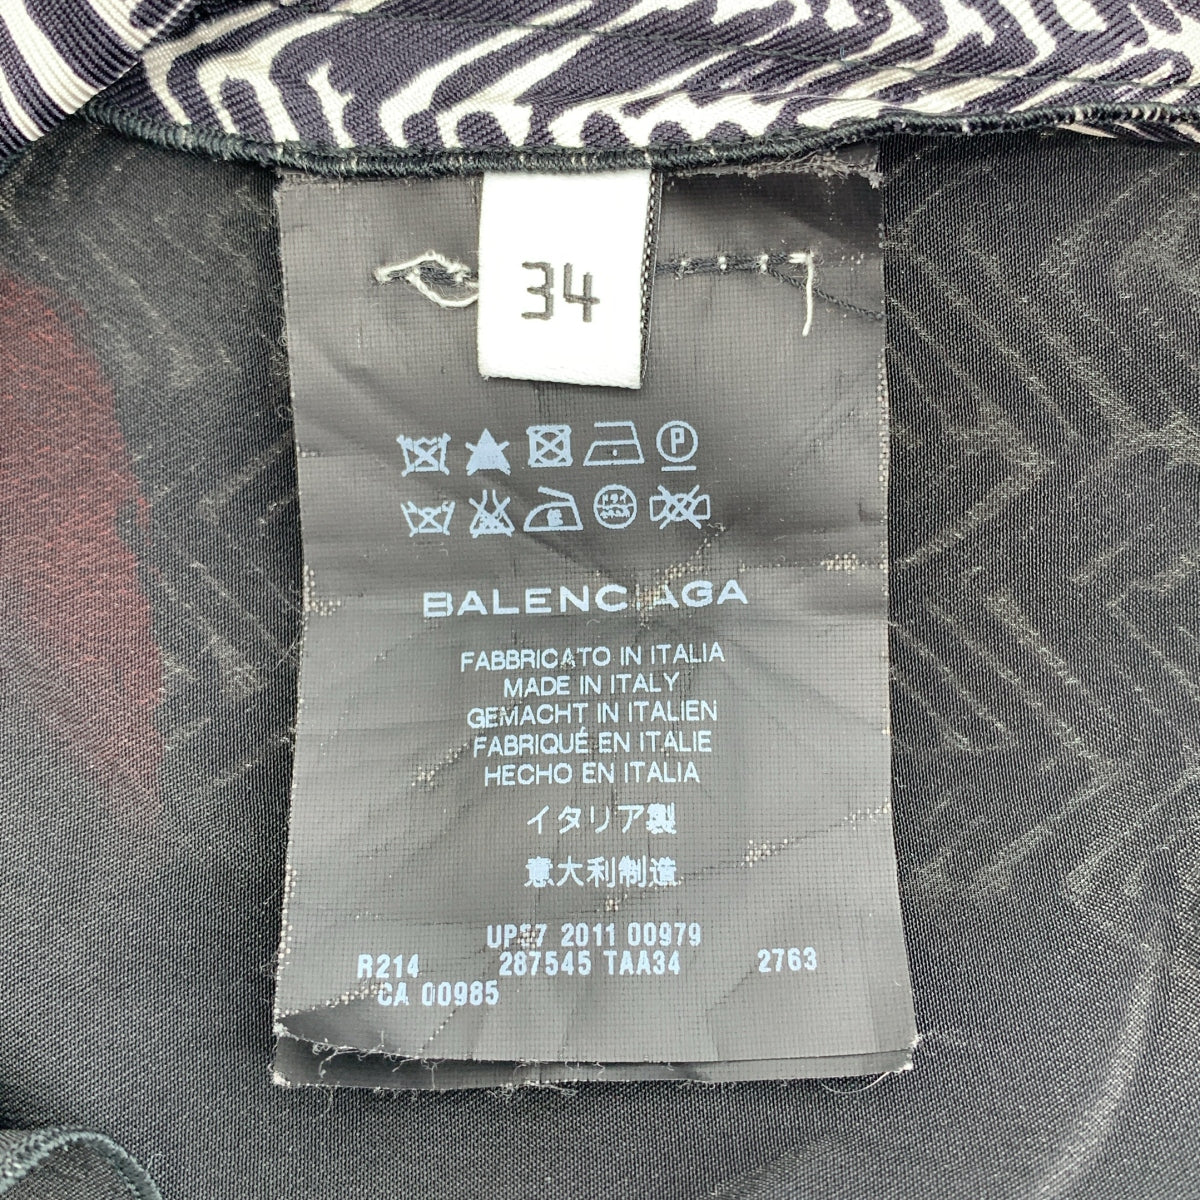 34
P
BALENCIAGA
FABBRICATO IN ITALIA
MADE IN ITALY
GEMACHT IN ITALIEN
FABRIQUÉ EN ITALIE
HECHO EN ITALIA
イタリア製
意大利制造
2011 00979
R214 287545 TAA34 2763
CA 00985